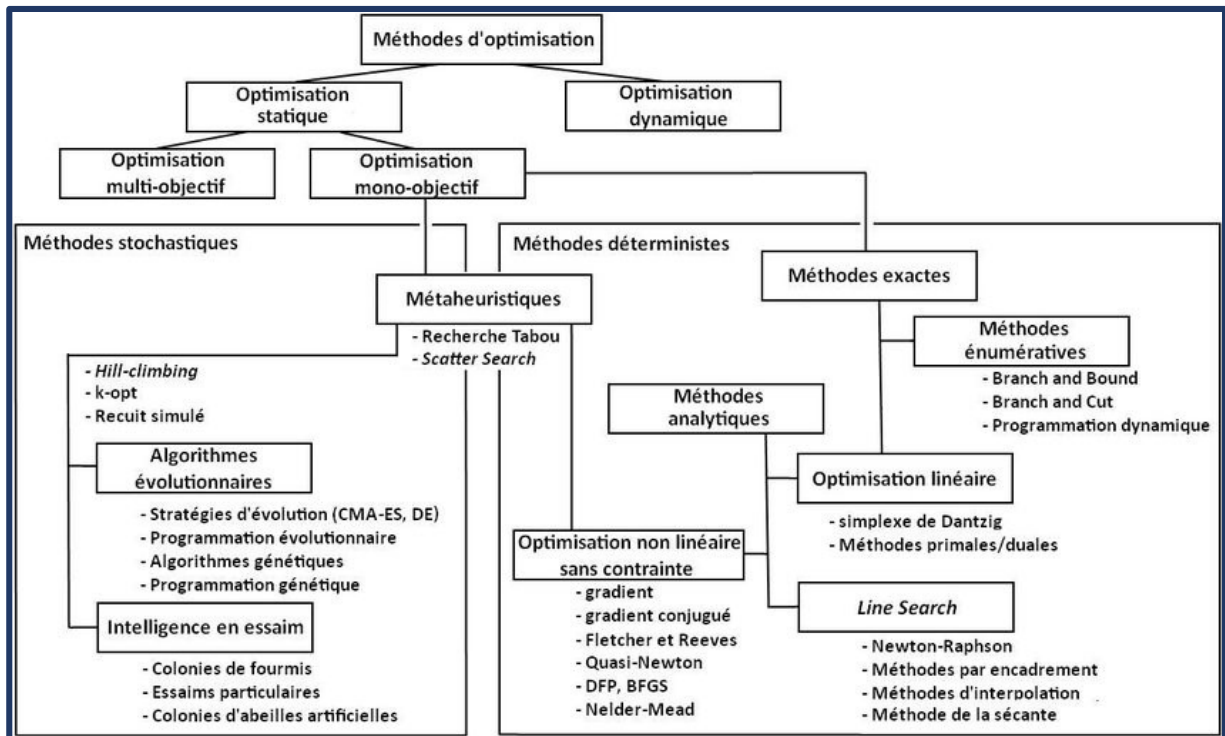 Méthodes d'optimisation
Optimisation
statique
Optimisation
dynamique
Optimisation
multi-objectif
Optimisation
mono-objectif
Méthodes stochastiques
Méthodes déterministes
Métaheuristiques
- Recherche Tabou
- Scatter Search
Méthodes exactes
- Hill-climbing
- k-opt
- Recuit simulé
Algorithmes
évolutionnaires
- Stratégies d'évolution (CMA-ES, DE)
- Programmation évolutionnaire
- Algorithmes génétiques
- Programmation génétique
Intelligence en essaim
- Colonies de fourmis
- Essaims particulaires
- Colonies d'abeilles artificielles
Méthodes
énumératives
- Branch and Bound
- Branch and Cut
- Programmation dynamique
Méthodes
analytiques
Optimisation linéaire
- simplexe de Dantzig
- Méthodes primales/duales
Optimisation non linéaire
sans contrainte
- gradient
- gradient conjugué
- Fletcher et Reeves
- Quasi-Newton
- DFP, BFGS
- Nelder-Mead
Line Search
- Newton-Raphson
- Méthodes par encadrement
- Méthodes d'interpolation
- Méthode de la sécante